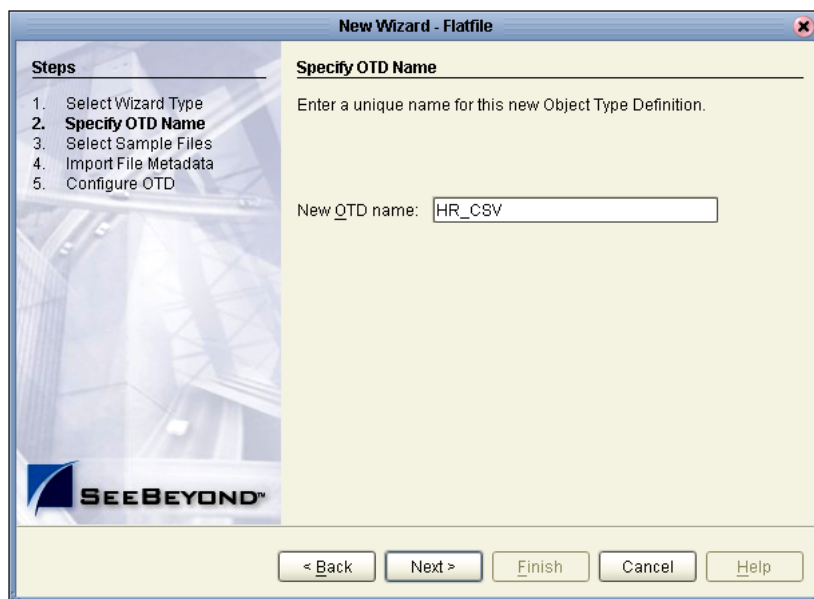 New Wizard - Flatfile
Steps
1. Select Wizard Type
2. Specify OTD Name
3. Select Sample Files
4. Import File Metadata
5. Configure OTD
SEEBEYOND™
Specify OTD Name
Enter a unique name for this new Object Type Definition.
New OTD name: HR_CSV
< Back Next > Finish Cancel Help